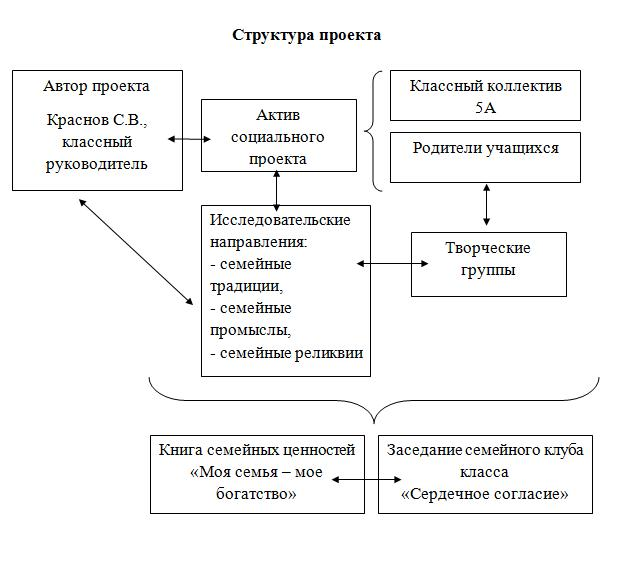 Структура проекта
Автор проекта
Краснов С.В.,
классный
руководитель
Актив
социального
проекта
Классный коллектив
5А
Родители учащихся
Исследовательские
направления:
- семейные
традиции,
- семейные
промыслы,
- семейные реликвии
Творческие
группы
Книга семейных ценностей
«Моя семья – мое
богатство»
Заседание семейного клуба
класса
«Сердечное согласие»